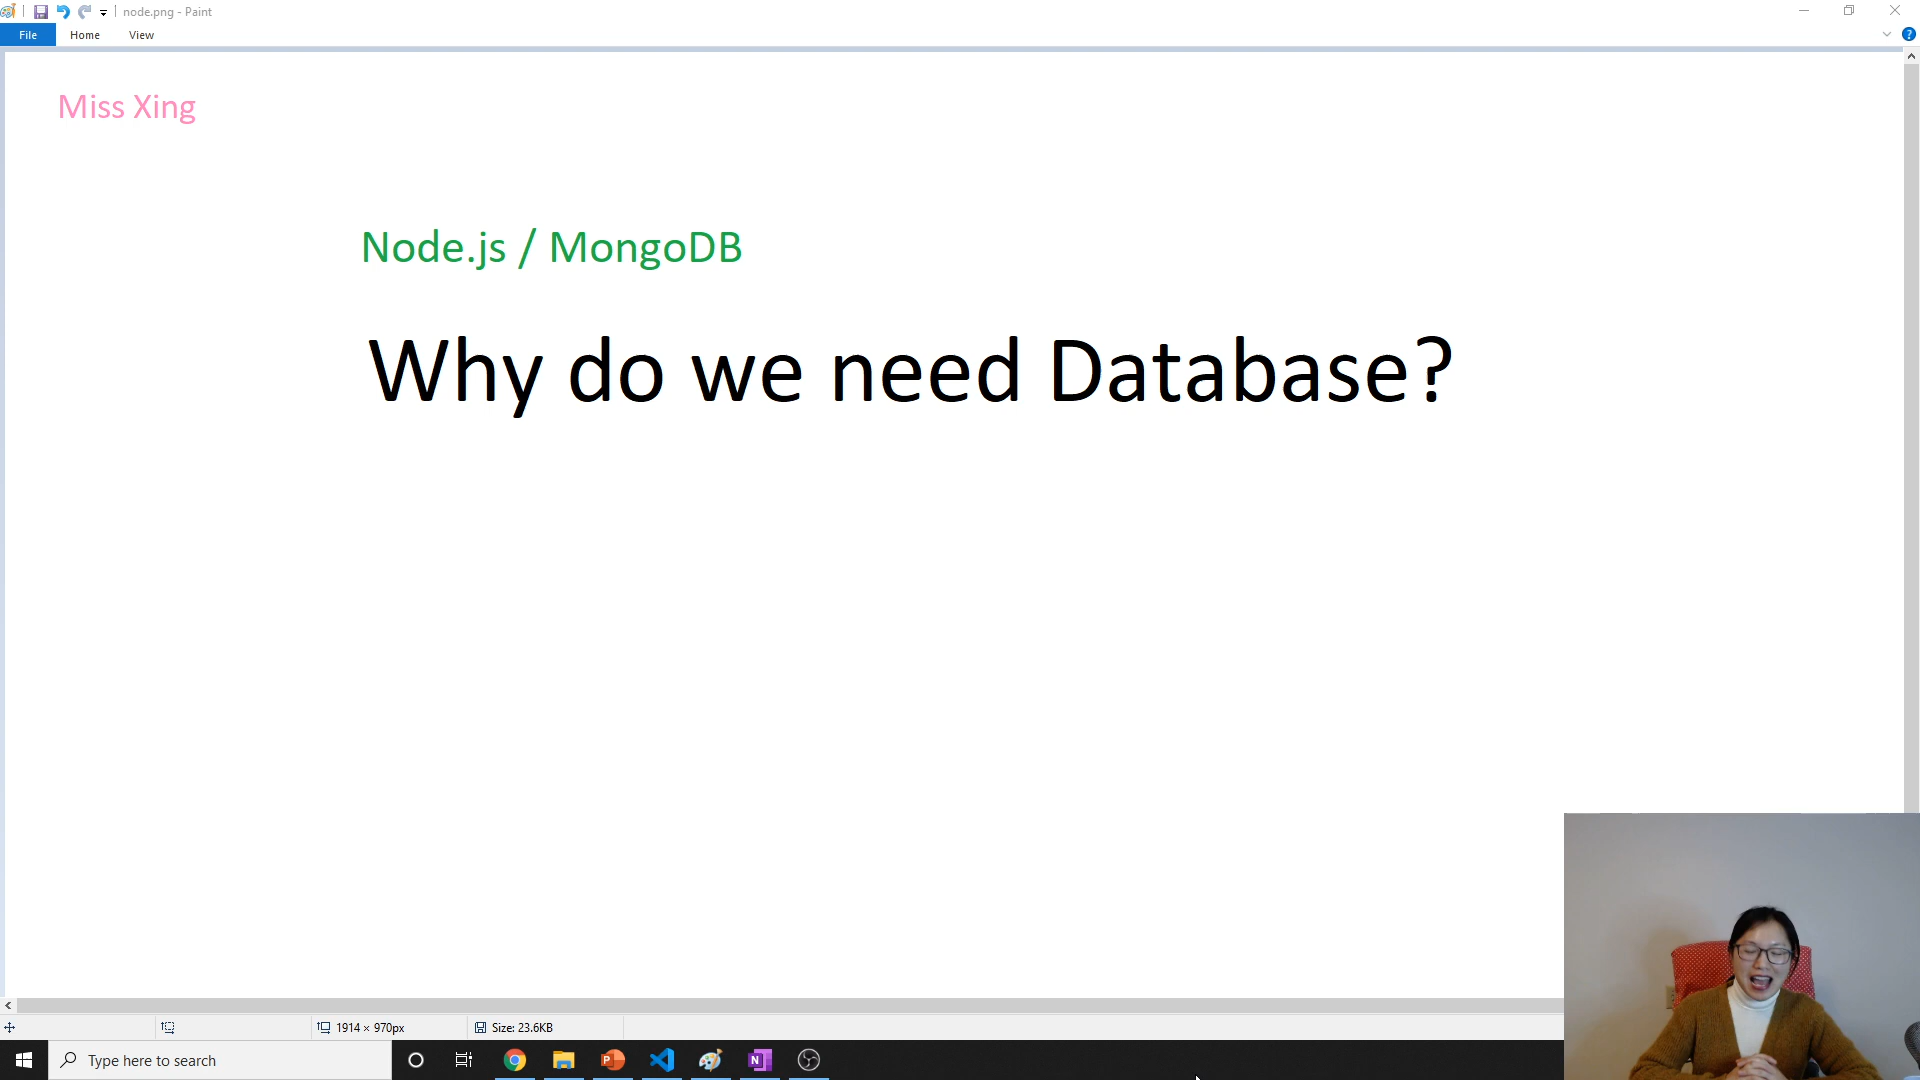 node.png - Paint
File Home View
Miss Xing
Node.js / MongoDB
Why do we need Database?
1914 × 970px Size: 23.6KB
Type here to search